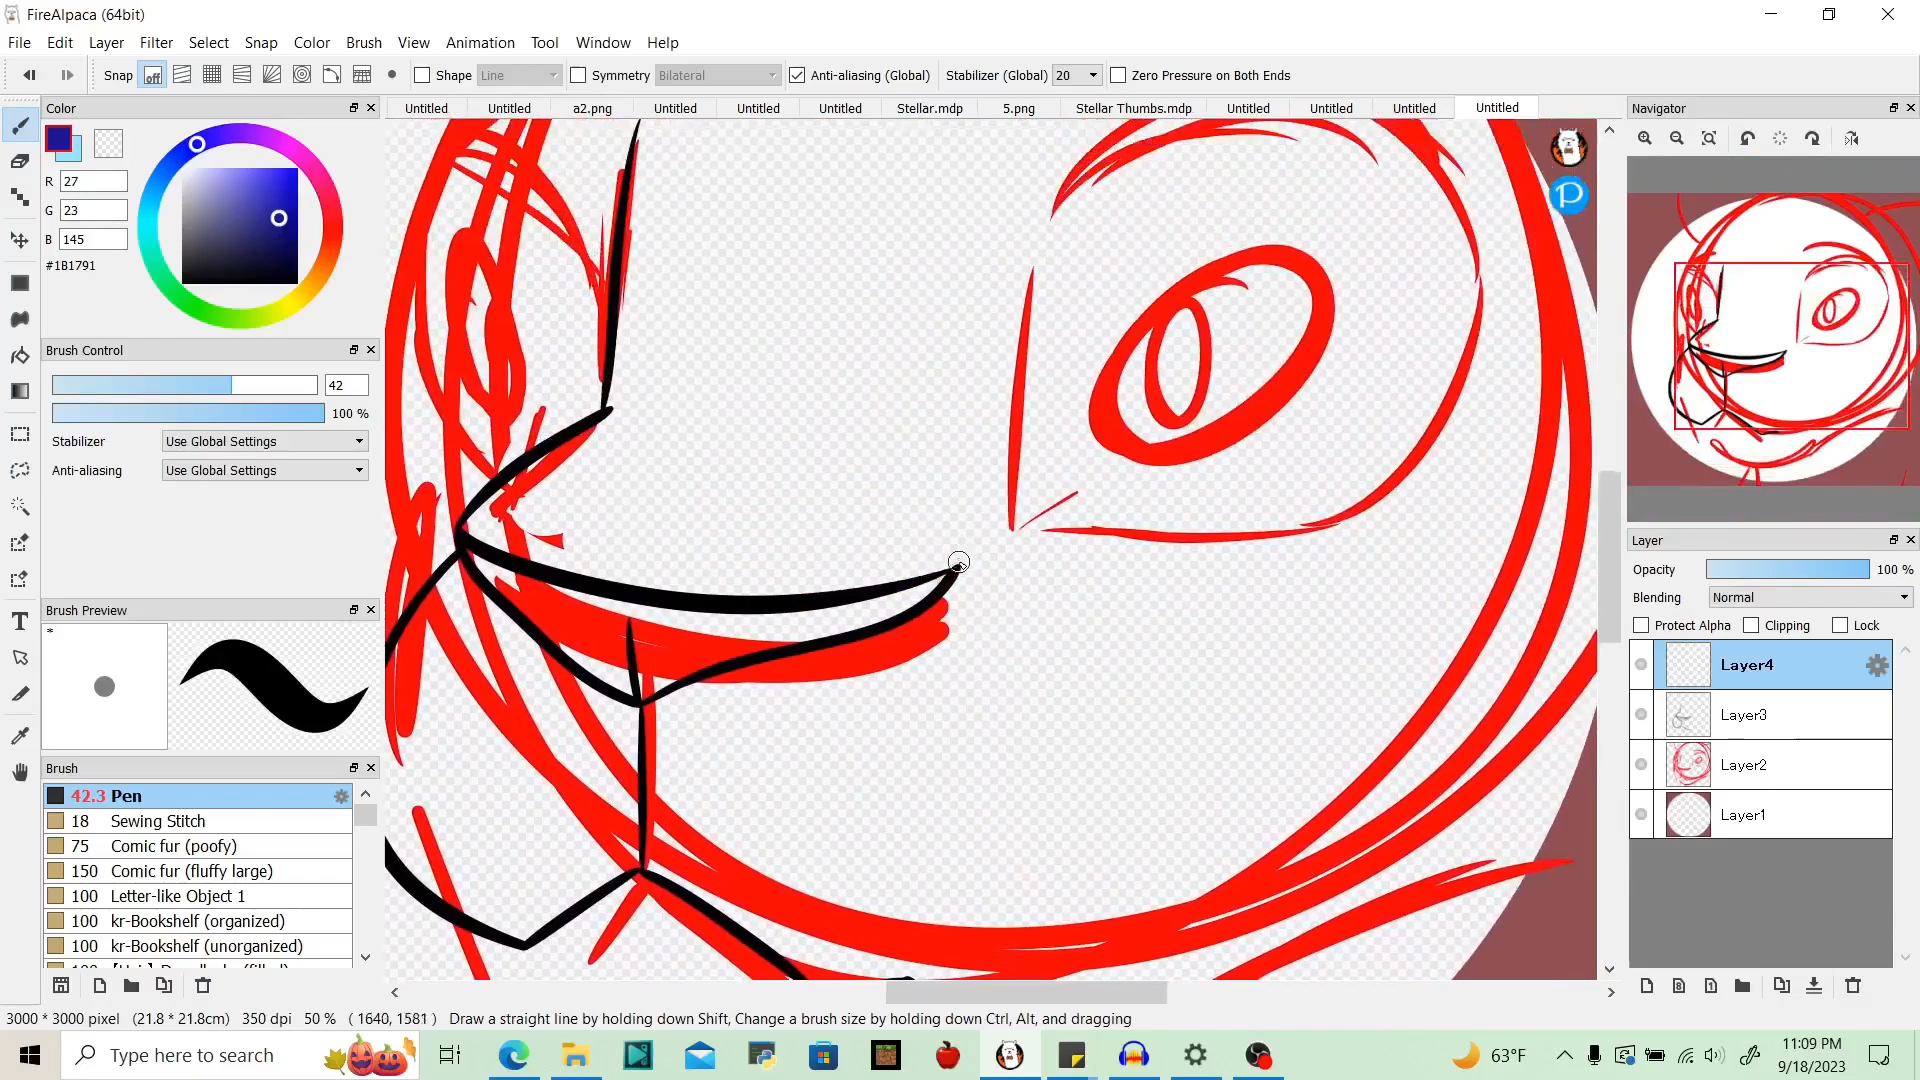 FireAlpaca (64bit)
File Edit Layer Filter Select Snap Color Brush View Animation Tool Window Help
Snap off Shape Line Symmetry Bilateral Anti-aliasing (Global) Stabilizer (Global) 20 Zero Pressure on Both Ends
Color
Untitled Untitled a2.png Untitled Untitled Untitled Stellar.mdp 5.png Stellar Thumbs.mdp Untitled Untitled Untitled Untitled
Navigator
R 27
G 23
B 145
#1B1791
Brush Control
42
100 %
Stabilizer Use Global Settings
Anti-aliasing Use Global Settings
Layer
Opacity 100 %
Blending Normal
Protect Alpha Clipping Lock
Layer4
Layer3
Layer2
Layer1
Brush Preview
*
Brush
42.3 Pen
18 Sewing Stitch
75 Comic fur (poofy)
150 Comic fur (fluffy large)
100 Letter-like Object 1
100 kr-Bookshelf (organized)
100 kr-Bookshelf (unorganized)
3000 * 3000 pixel (21.8 * 21.8cm) 350 dpi 50 % ( 1640, 1581 ) Draw a straight line by holding down Shift, Change a brush size by holding down Ctrl, Alt, and dragging
Type here to search
63°F
11:09 PM
9/18/2023